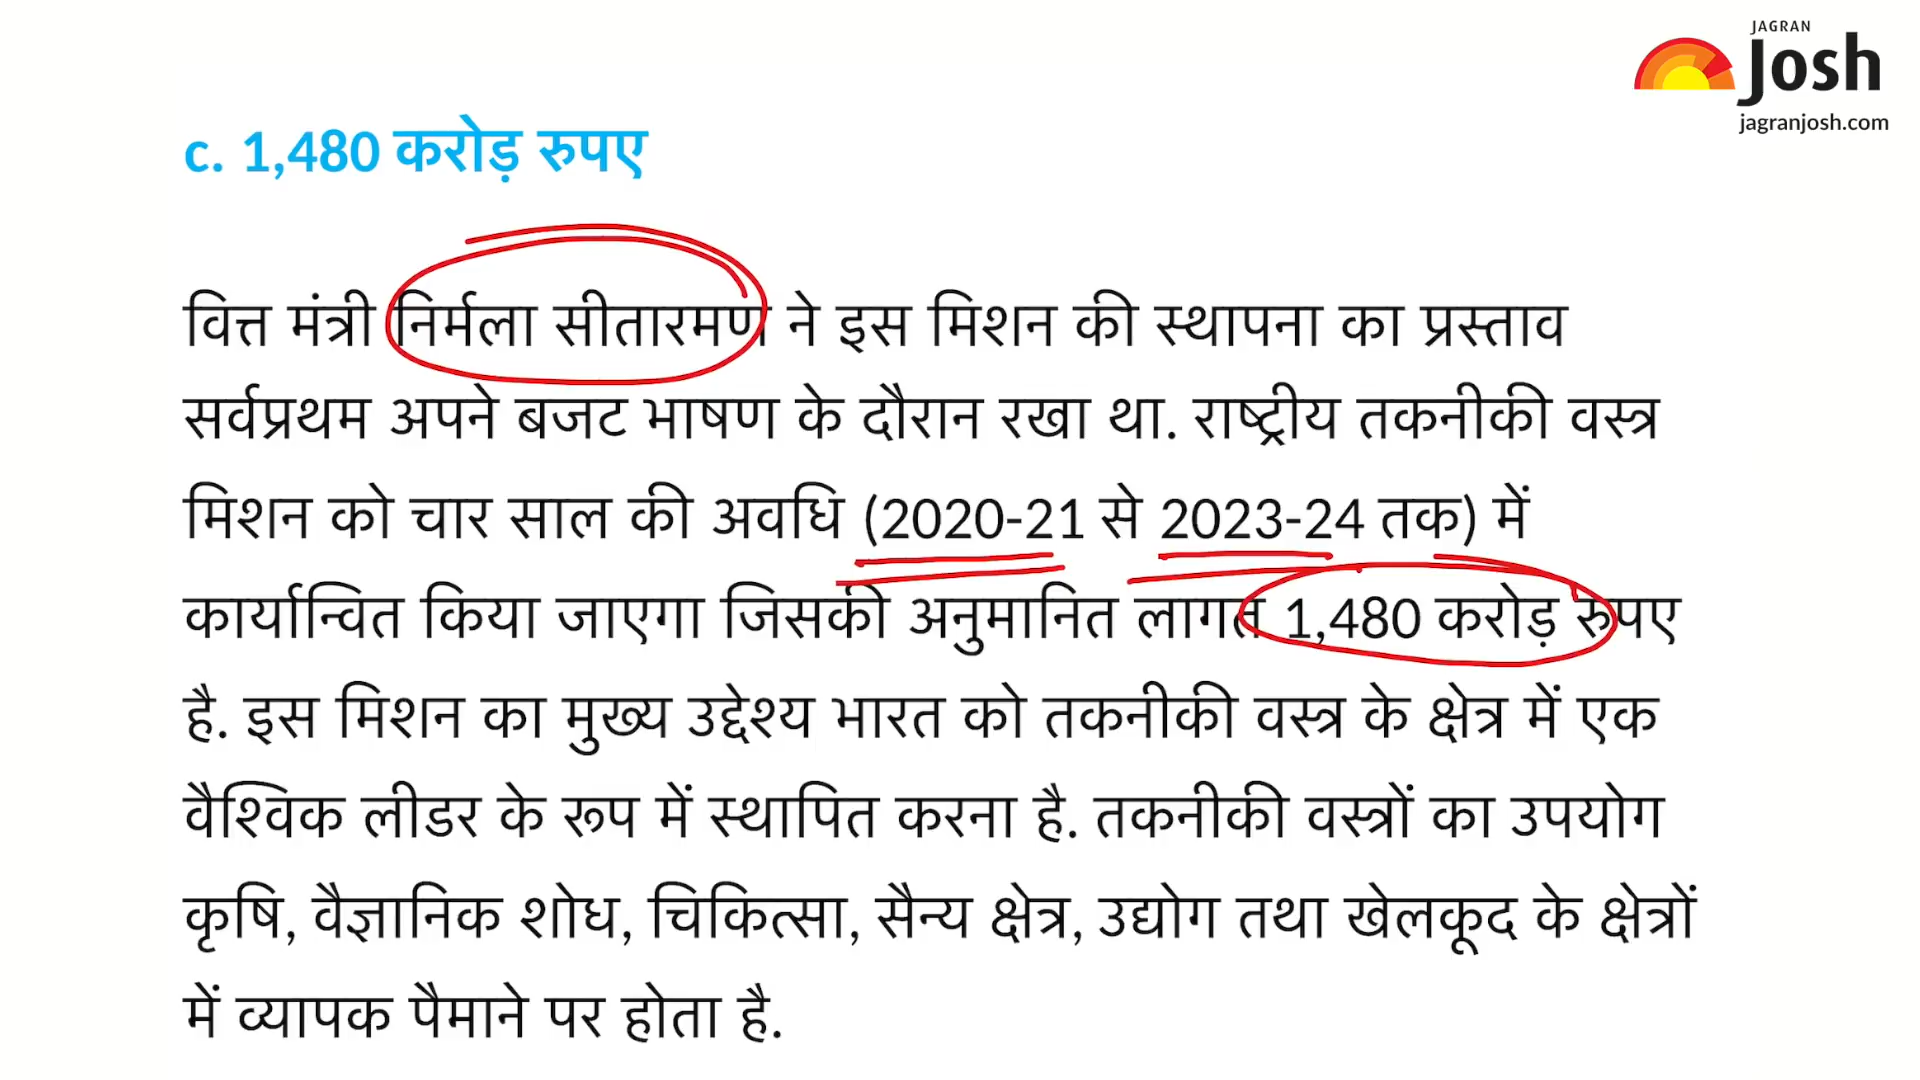 JAGRAN
Josh
jagranjosh.com
c. 1,480 करोड़ रुपए
वित्त मंत्री निर्मला सीतारमण ने इस मिशन की स्थापना का प्रस्ताव
सर्वप्रथम अपने बजट भाषण के दौरान रखा था. राष्ट्रीय तकनीकी वस्त्र
मिशन को चार साल की अवधि (2020-21 से 2023-24 तक) में
कार्यान्वित किया जाएगा जिसकी अनुमानित लागत 1,480 करोड़ रुपए
है. इस मिशन का मुख्य उद्देश्य भारत को तकनीकी वस्त्र के क्षेत्र में एक
वैश्विक लीडर के रूप में स्थापित करना है. तकनीकी वस्त्रों का उपयोग
कृषि, वैज्ञानिक शोध, चिकित्सा, सैन्य क्षेत्र, उद्योग तथा खेलकूद के क्षेत्रों
में व्यापक पैमाने पर होता है.